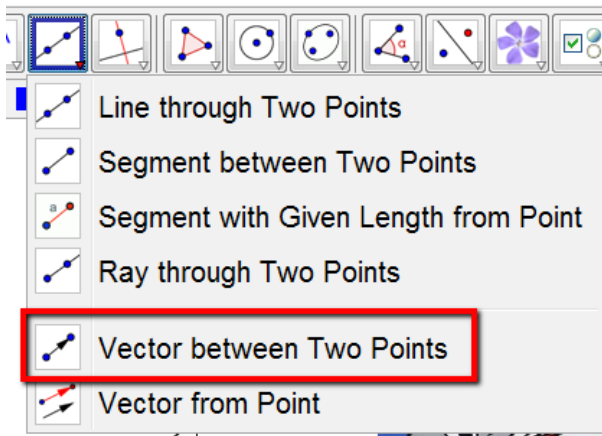 α
Line through Two Points
Segment between Two Points
a
Segment with Given Length from Point
Ray through Two Points
Vector between Two Points
Vector from Point